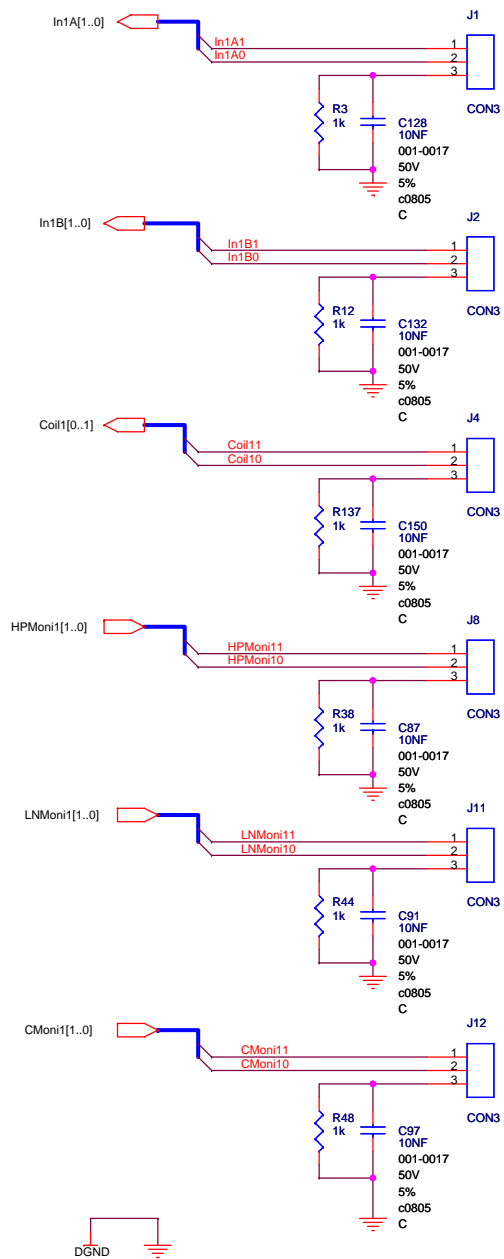 J1
In1A[1..0]
In1A1
1
In1A0
2
3
R3
1k
CON3
C128
10NF
001-0017
50V
5%
c0805
C
J2
In1B[1..0]
In1B1
1
In1B0
2
3
R12
1k
CON3
C132
10NF
001-0017
50V
5%
c0805
C
J4
Coil1[0..1]
Coil11
1
Coil10
2
3
R137
1k
CON3
C150
10NF
001-0017
50V
5%
c0805
C
J8
HPMoni1[1..0]
HPMoni11
1
HPMoni10
2
3
R38
1k
CON3
C87
10NF
001-0017
50V
5%
c0805
C
J11
LNMoni1[1..0]
LNMoni11
1
LNMoni10
2
3
R44
1k
CON3
C91
10NF
001-0017
50V
5%
c0805
C
J12
CMoni1[1..0]
CMoni11
1
CMoni10
2
3
R48
1k
CON3
C97
10NF
001-0017
50V
5%
c0805
C
DGND